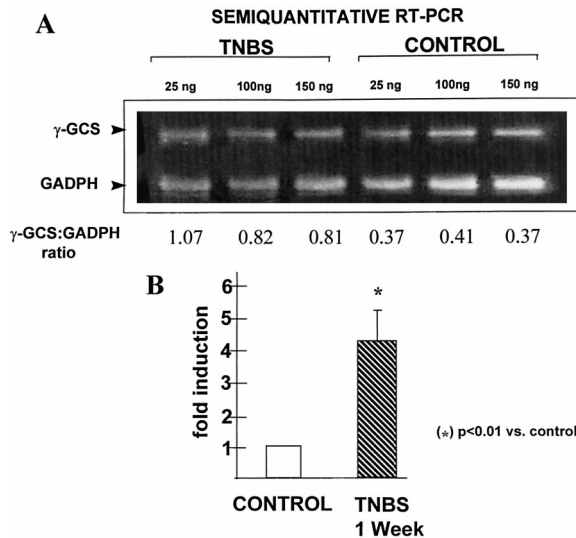 SEMIQUANTITATIVE RT-PCR
A
TNBS CONTROL
25 ng 100ng 150 ng 25 ng 100ng 150 ng
γ-GCS
GADPH
γ-GCS:GADPH
ratio
1.07 0.82 0.81 0.37 0.41 0.37
B
6
5
4
3
2
1
fold induction
*
(*) p<0.01 vs. control
CONTROL TNBS
1 Week